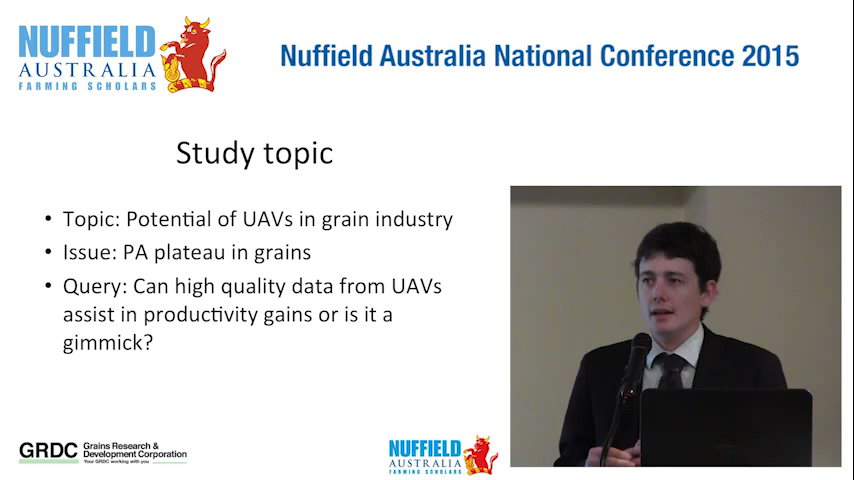 NUFFIELD
AUSTRALIA
FARMING SCHOLARS
Nuffield Australia National Conference 2015
Study topic
• Topic: Potential of UAVs in grain industry
• Issue: PA plateau in grains
• Query: Can high quality data from UAVs
assist in productivity gains or is it a
gimmick?
GRDC
Grains Research &
Development Corporation
Your GRDC working with you
NUFFIELD
AUSTRALIA
FARMING SCHOLARS